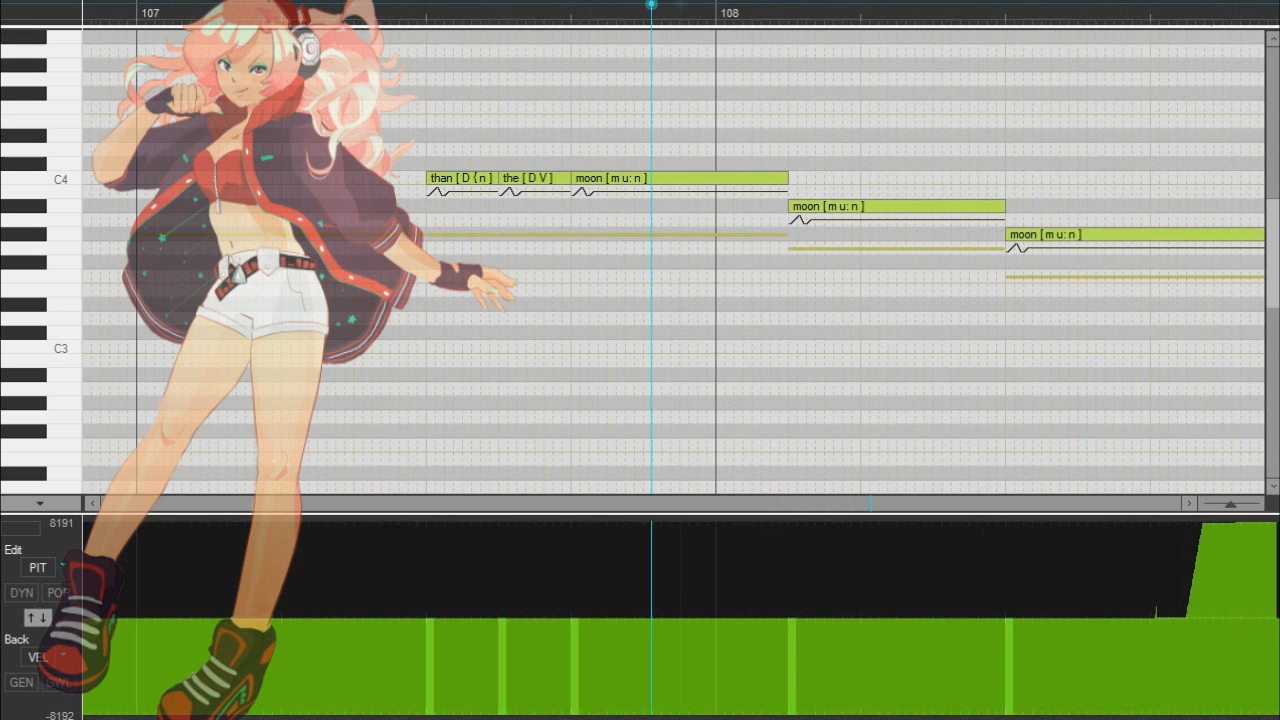 107
108
C4
than [ D { n ]
the [ D V ]
moon [ m u: n ]
moon [ m u: n ]
moon [ m u: n ]
C3
8191
Edit
PIT
DYN
Back
GEN
-8192